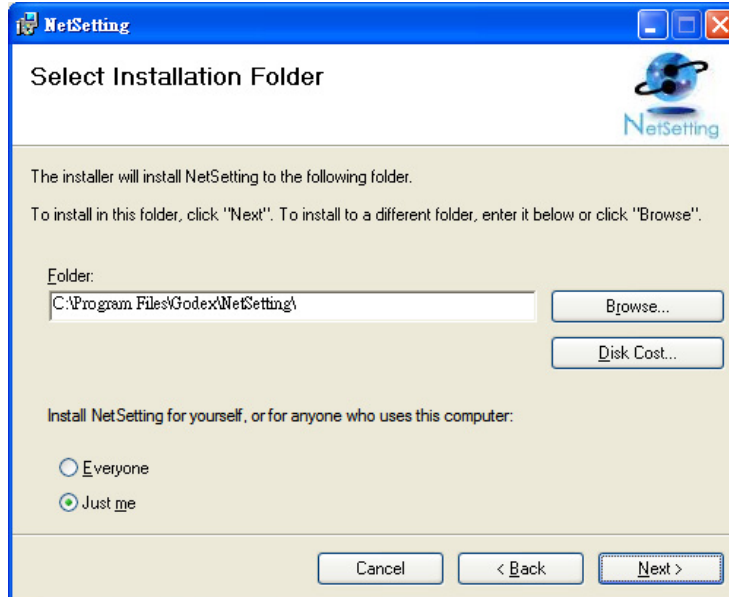 NetSetting
Select Installation Folder
NetSetting
The installer will install NetSetting to the following folder.
To install in this folder, click "Next". To install to a different folder, enter it below or click "Browse".
Folder:
C:\Program Files\Godex\NetSetting\
Browse...
Disk Cost...
Install NetSetting for yourself, or for anyone who uses this computer:
Everyone
Just me
Cancel
< Back
Next >